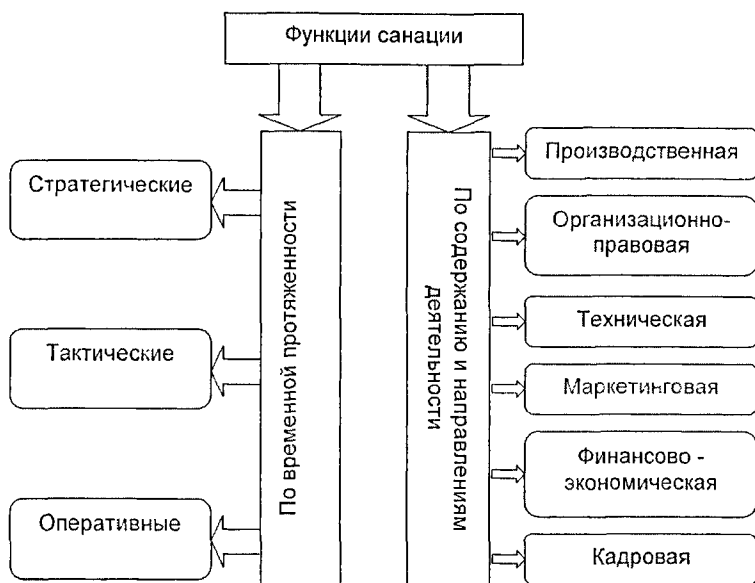 Функции санации
Стратегические
Тактические
Оперативные
По временной протяженности
По содержанию и направлениям
деятельности
Производственная
Организационно-
правовая
Техническая
Маркетинговая
Финансово -
экономическая
Кадровая